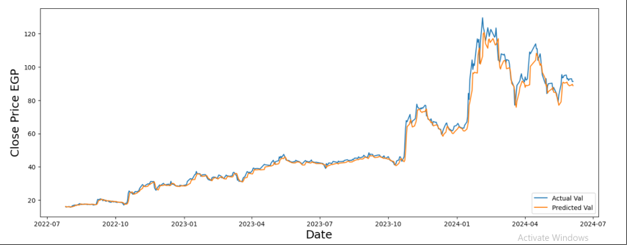 Close Price EGP
120
100
80
60
40
20
2022-07 2022-10 2023-01 2023-04 2023-07 2023-10 2024-01 2024-04 2024-07
Date
Actual Val
Predicted Val
Activate Windows